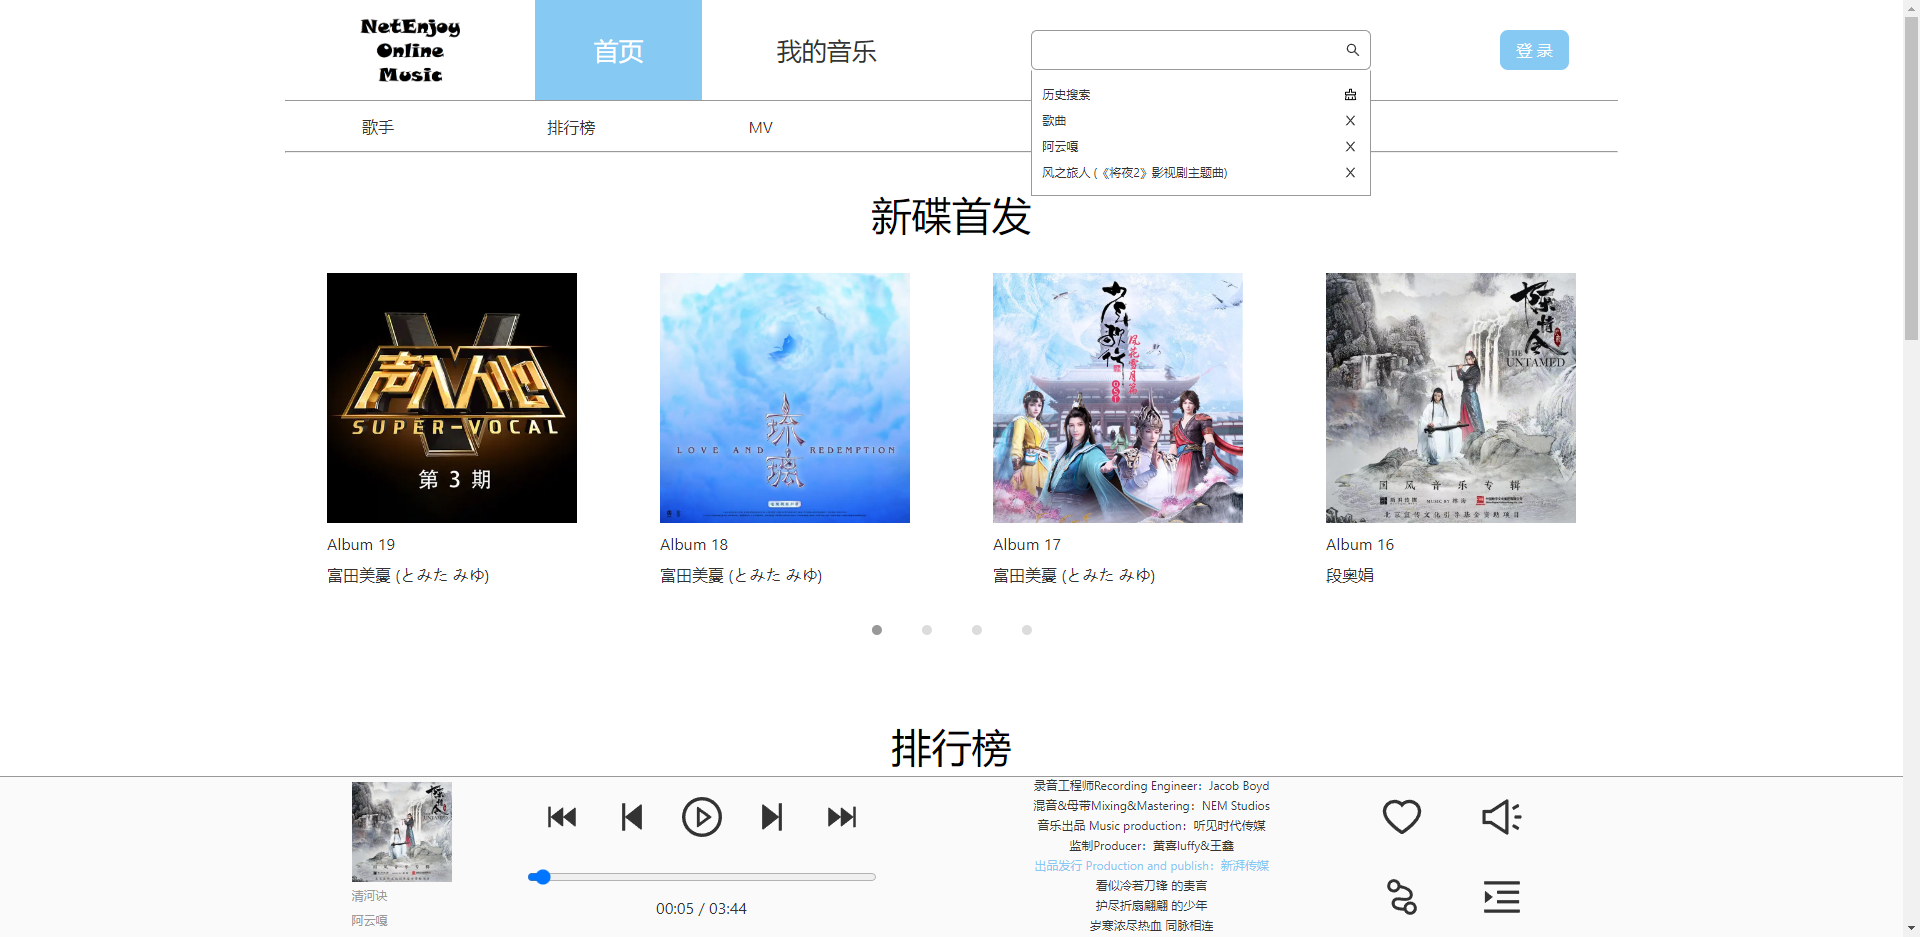 NetEnjoy
Online
Music
首页
我的音乐
登录
历史搜索
歌曲
阿云嘎
风之旅人 (《将夜2》影视剧主题曲)
歌手
排行榜
MV
新碟首发
声入人心
SUPER-VOCAL
第 3 期
琉璃
LOVE AND REDEMPTION
陈情令
THE
UNTAMED
国风音乐专辑
Album 19
富田美憂 (とみた みゆ)
Album 18
富田美憂 (とみた みゆ)
Album 17
富田美憂 (とみた みゆ)
Album 16
段奥娟
排行榜
清河诀
阿云嘎
00:05 / 03:44
录音工程师Recording Engineer：Jacob Boyd
混音&母带Mixing&Mastering：NEM Studios
音乐出品 Music production：听见时代传媒
监制Producer：黄喜luffy&王鑫
出品发行 Production and publish：新湃传媒
看似冷若刀锋 的麦言
护尽折扇翩翩 的少年
岁寒浓尽热血 同脉相连